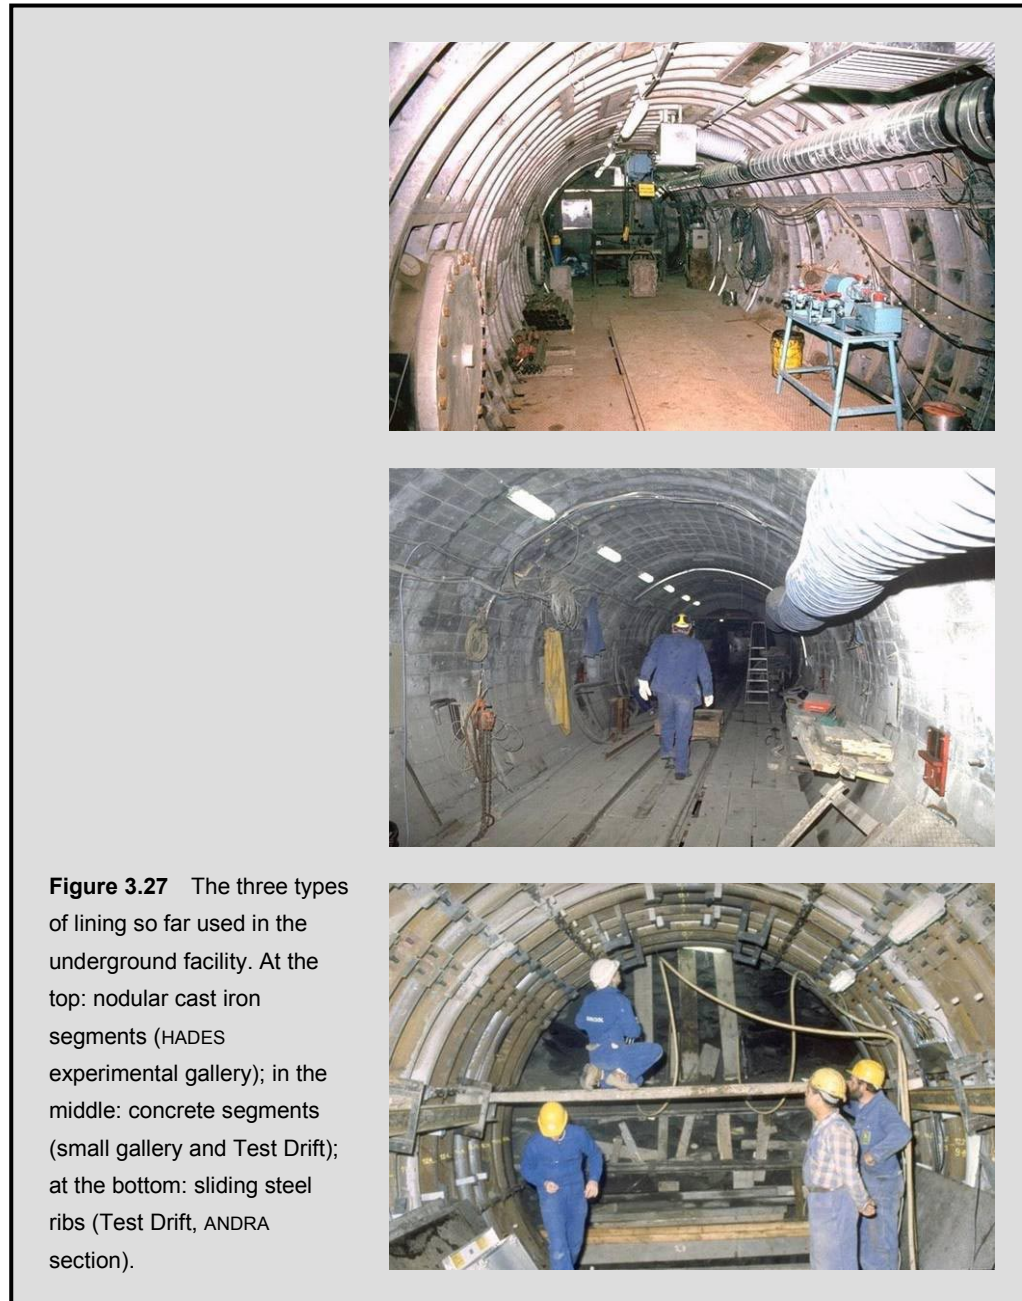 Figure 3.27 The three types
of lining so far used in the
underground facility. At the
top: nodular cast iron
segments (HADES
experimental gallery); in the
middle: concrete segments
(small gallery and Test Drift);
at the bottom: sliding steel
ribs (Test Drift, ANDRA
section).